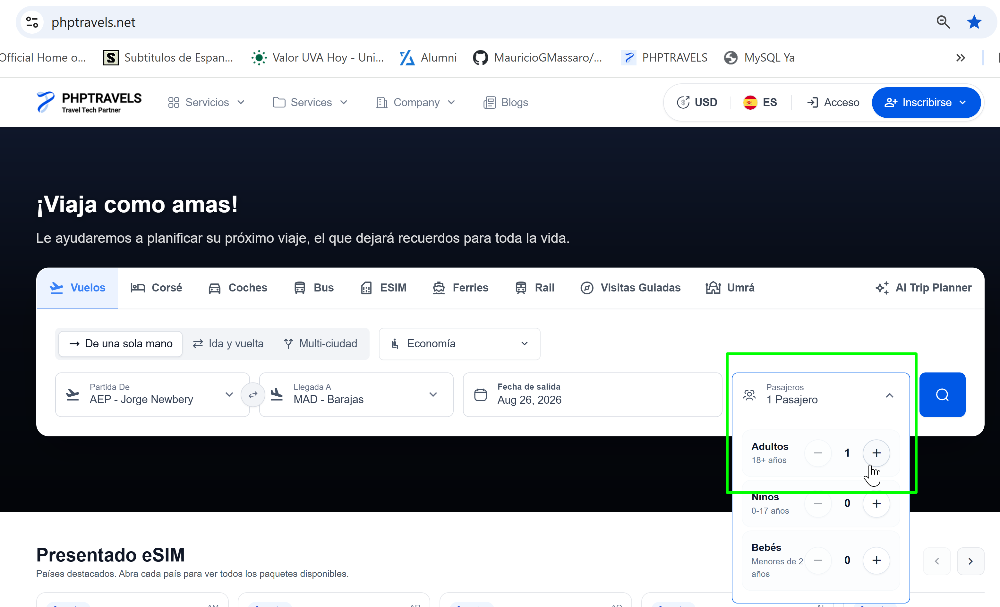 phptravels.net
Official Home o...
Subtitulos de Espan...
Valor UVA Hoy - Uni...
Alumni
MauricioGMassaro/...
PHPTRAVELS
MySQL Ya
PHPTRAVELS
Travel Tech Partner
Servicios
Services
Company
Blogs
USD
ES
Acceso
Inscribirse
¡Viaja como amas!
Le ayudaremos a planificar su próximo viaje, el que dejará recuerdos para toda la vida.
Vuelos
Corsé
Coches
Bus
ESIM
Ferries
Rail
Visitas Guiadas
Umrá
AI Trip Planner
De una sola mano
Ida y vuelta
Multi-ciudad
Economía
Partida De
AEP - Jorge Newbery
Llegada A
MAD - Barajas
Fecha de salida
Aug 26, 2026
Pasajeros
1 Pasajero
Adultos
18+ años
1
Niños
0-17 años
0
Bebés
Menores de 2
años
0
Presentado eSIM
Países destacados. Abra cada país para ver todos los paquetes disponibles.